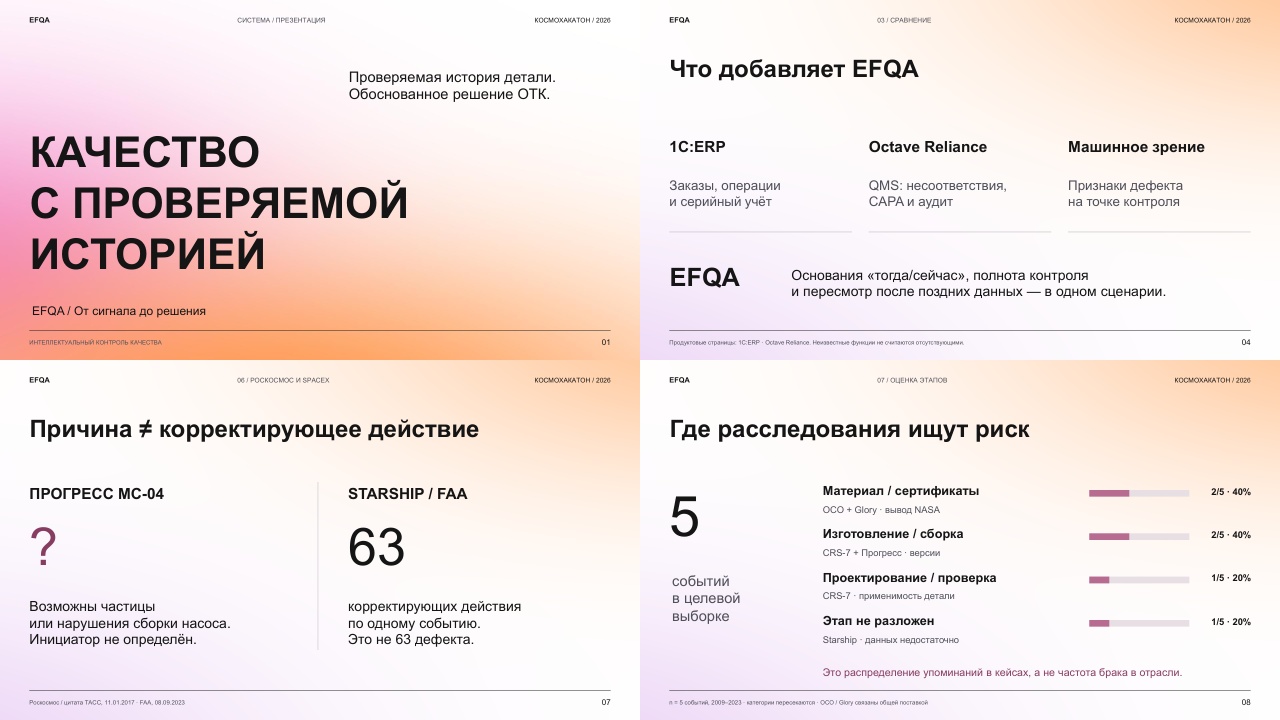 EFQA
СИСТЕМА / ПРЕЗЕНТАЦИЯ
КОСМОХАКАТОН / 2026
Проверяемая история детали.
Обоснованное решение ОТК.
КАЧЕСТВО
С ПРОВЕРЯЕМОЙ
ИСТОРИЕЙ
EFQA / От сигнала до решения
ИНТЕЛЛЕКТУАЛЬНЫЙ КОНТРОЛЬ КАЧЕСТВА
01
EFQA
03 / СРАВНЕНИЕ
КОСМОХАКАТОН / 2026
Что добавляет EFQA
1С:ERP
Заказы, операции
и серийный учёт
Octave Reliance
QMS: несоответствия,
CAPA и аудит
Машинное зрение
Признаки дефекта
на точке контроля
EFQA
Основания «тогда/сейчас», полнота контроля
и пересмотр после поздних данных — в одном сценарии.
Продуктовые страницы: 1С:ERP · Octave Reliance. Неизвестные функции не считаются отсутствующими.
04
EFQA
06 / РОСКОСМОС И SPACEX
КОСМОХАКАТОН / 2026
Причина ≠ корректирующее действие
ПРОГРЕСС МС-04
?
Возможны частицы
или нарушения сборки насоса.
Инициатор не определён.
STARSHIP / FAA
63
корректирующих действия
по одному событию.
Это не 63 дефекта.
Роскосмос / цитата ТАСС, 11.01.2017 · FAA, 08.09.2023
07
EFQA
07 / ОЦЕНКА ЭТАПОВ
КОСМОХАКАТОН / 2026
Где расследования ищут риск
5
событий
в целевой
выборке
Материал / сертификаты
2/5 · 40%
OCO + Glory · вывод NASA
Изготовление / сборка
2/5 · 40%
CRS-7 + Прогресс · версии
Проектирование / проверка
1/5 · 20%
CRS-7 · применимость детали
Этап не разложен
1/5 · 20%
Starship · данных недостаточно
Это распределение упоминаний в кейсах, а не частота брака в отрасли.
n = 5 событий, 2009–2023 · категории пересекаются · OCO / Glory связаны общей поставкой
08